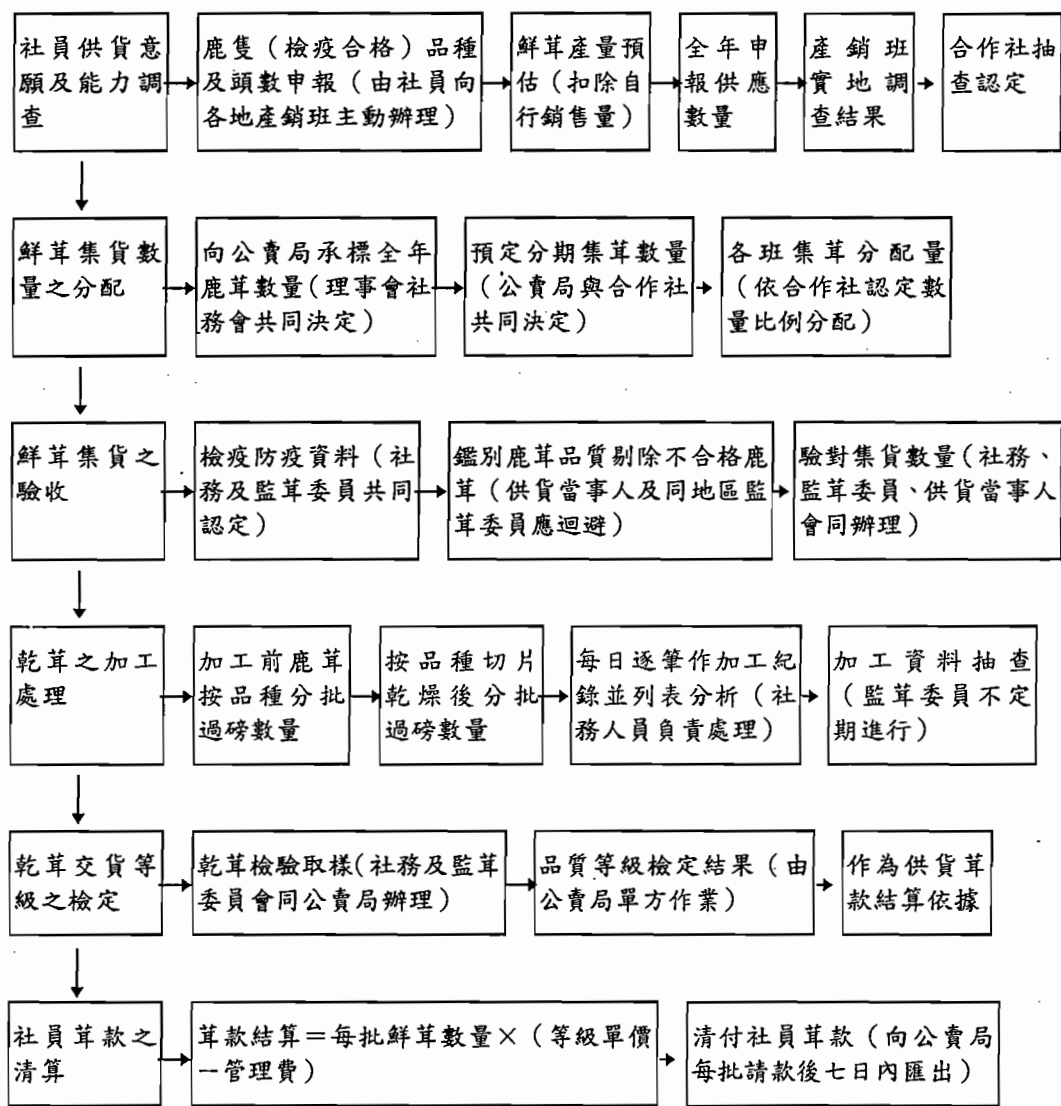 社員供貨意
願及能力調
查
鹿隻（檢疫合格）品種
及頭數申報（由社員向
各地產銷班主動辦理）
鮮茸產量預
估（扣除自
行銷售量）
全年申
報供應
數量
產銷班
實地調
查結果
合作社抽
查認定
鮮茸集貨數
量之分配
向公賣局承標全年
鹿茸數量（理事會社
務會共同決定）
預定分期集茸數量
（公賣局與合作社
共同決定）
各班集茸分配量
（依合作社認定數
量比例分配）
鮮茸集貨之
驗收
檢疫防疫資料（社
務及監茸委員共同
認定）
鑑別鹿茸品質剔除不合格鹿
茸（供貨當事人及同地區監
茸委員應迴避）
驗對集貨數量（社務、
監茸委員、供貨當事人
會同辦理）
乾茸之加工
處理
加工前鹿茸
按品種分批
過磅數量
按品種切片
乾燥後分批
過磅數量
每日逐筆作加工紀
錄並列表分析（社
務人員負責處理）
加工資料抽查
（監茸委員不定
期進行）
乾茸交貨等
級之檢定
乾茸檢驗取樣（社務及監茸
委員會同公賣局辦理）
品質等級檢定結果（由
公賣局單方作業）
作為供貨茸
款結算依據
社員茸款之
清算
茸款結算＝每批鮮茸數量×（等級單價
－管理費）
清付社員茸款（向公賣局
每批請款後七日內匯出）